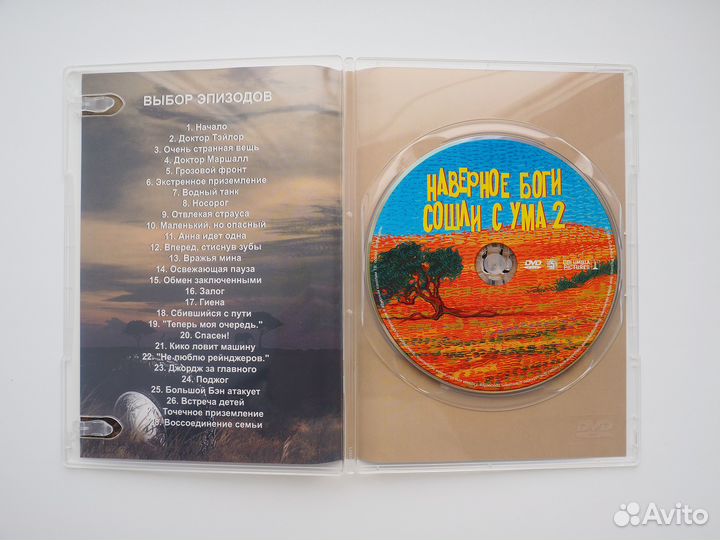 ВЫБОР ЭПИЗОДОВ
1. Начало
2. Доктор Тэйлор
3. Очень странная вещь
4. Доктор Маршалл
5. Грозовой фронт
6. Экстренное приземление
7. Водный танк
8. Носорог
9. Отвлекая страуса
10. Маленький, но опасный
11. Анна идет одна
12. Вперед, стиснув зубы
13. Вражья мина
14. Освежающая пауза
15. Обмен заключенными
16. Залог
17. Гиена
18. Сбившийся с пути
19. "Теперь моя очередь."
20. Спасен!
21. Кико ловит машину
22. "Не люблю рейнджеров."
23. Джордж за главного
24. Поджог
25. Большой Бэн атакует
26. Встреча детей
Точечное приземление
Воссоединение семьи
НАВЕРНОЕ БОГИ
СОШЛИ С УМА 2
DVD
COLUMBIA
PICTURES
DVD
Avito